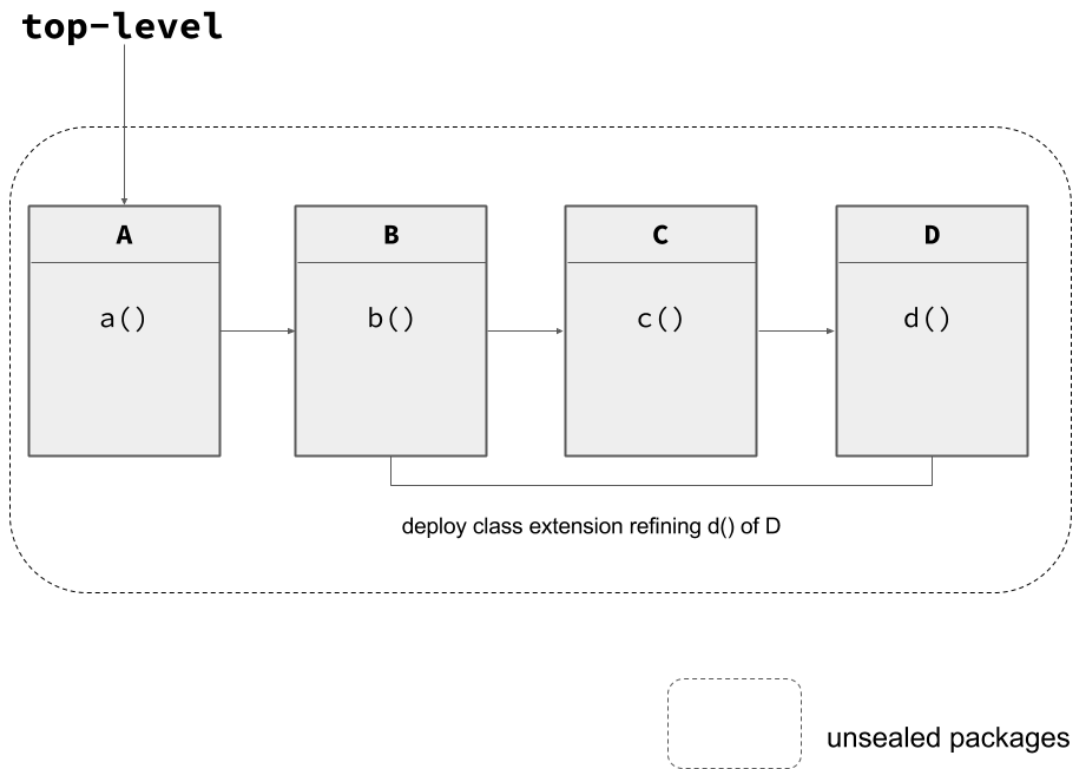 top-level
A
B
C
D
a()
b()
c()
d()
deploy class extension refining d() of D
unsealed packages